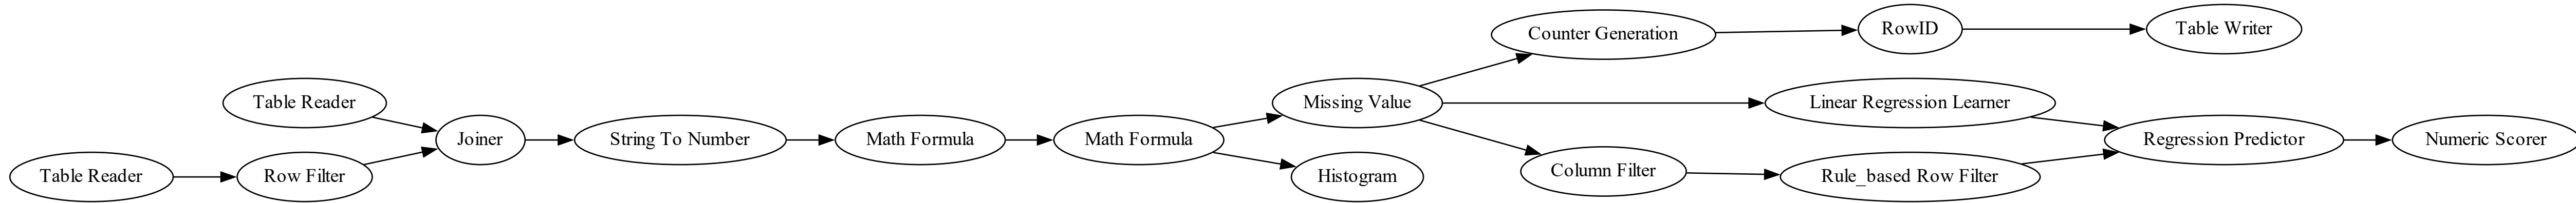 Table Reader
Row Filter
Table Reader
Joiner
String To Number
Math Formula
Math Formula
Missing Value
Histogram
Counter Generation
RowID
Table Writer
Linear Regression Learner
Column Filter
Rule_based Row Filter
Regression Predictor
Numeric Scorer